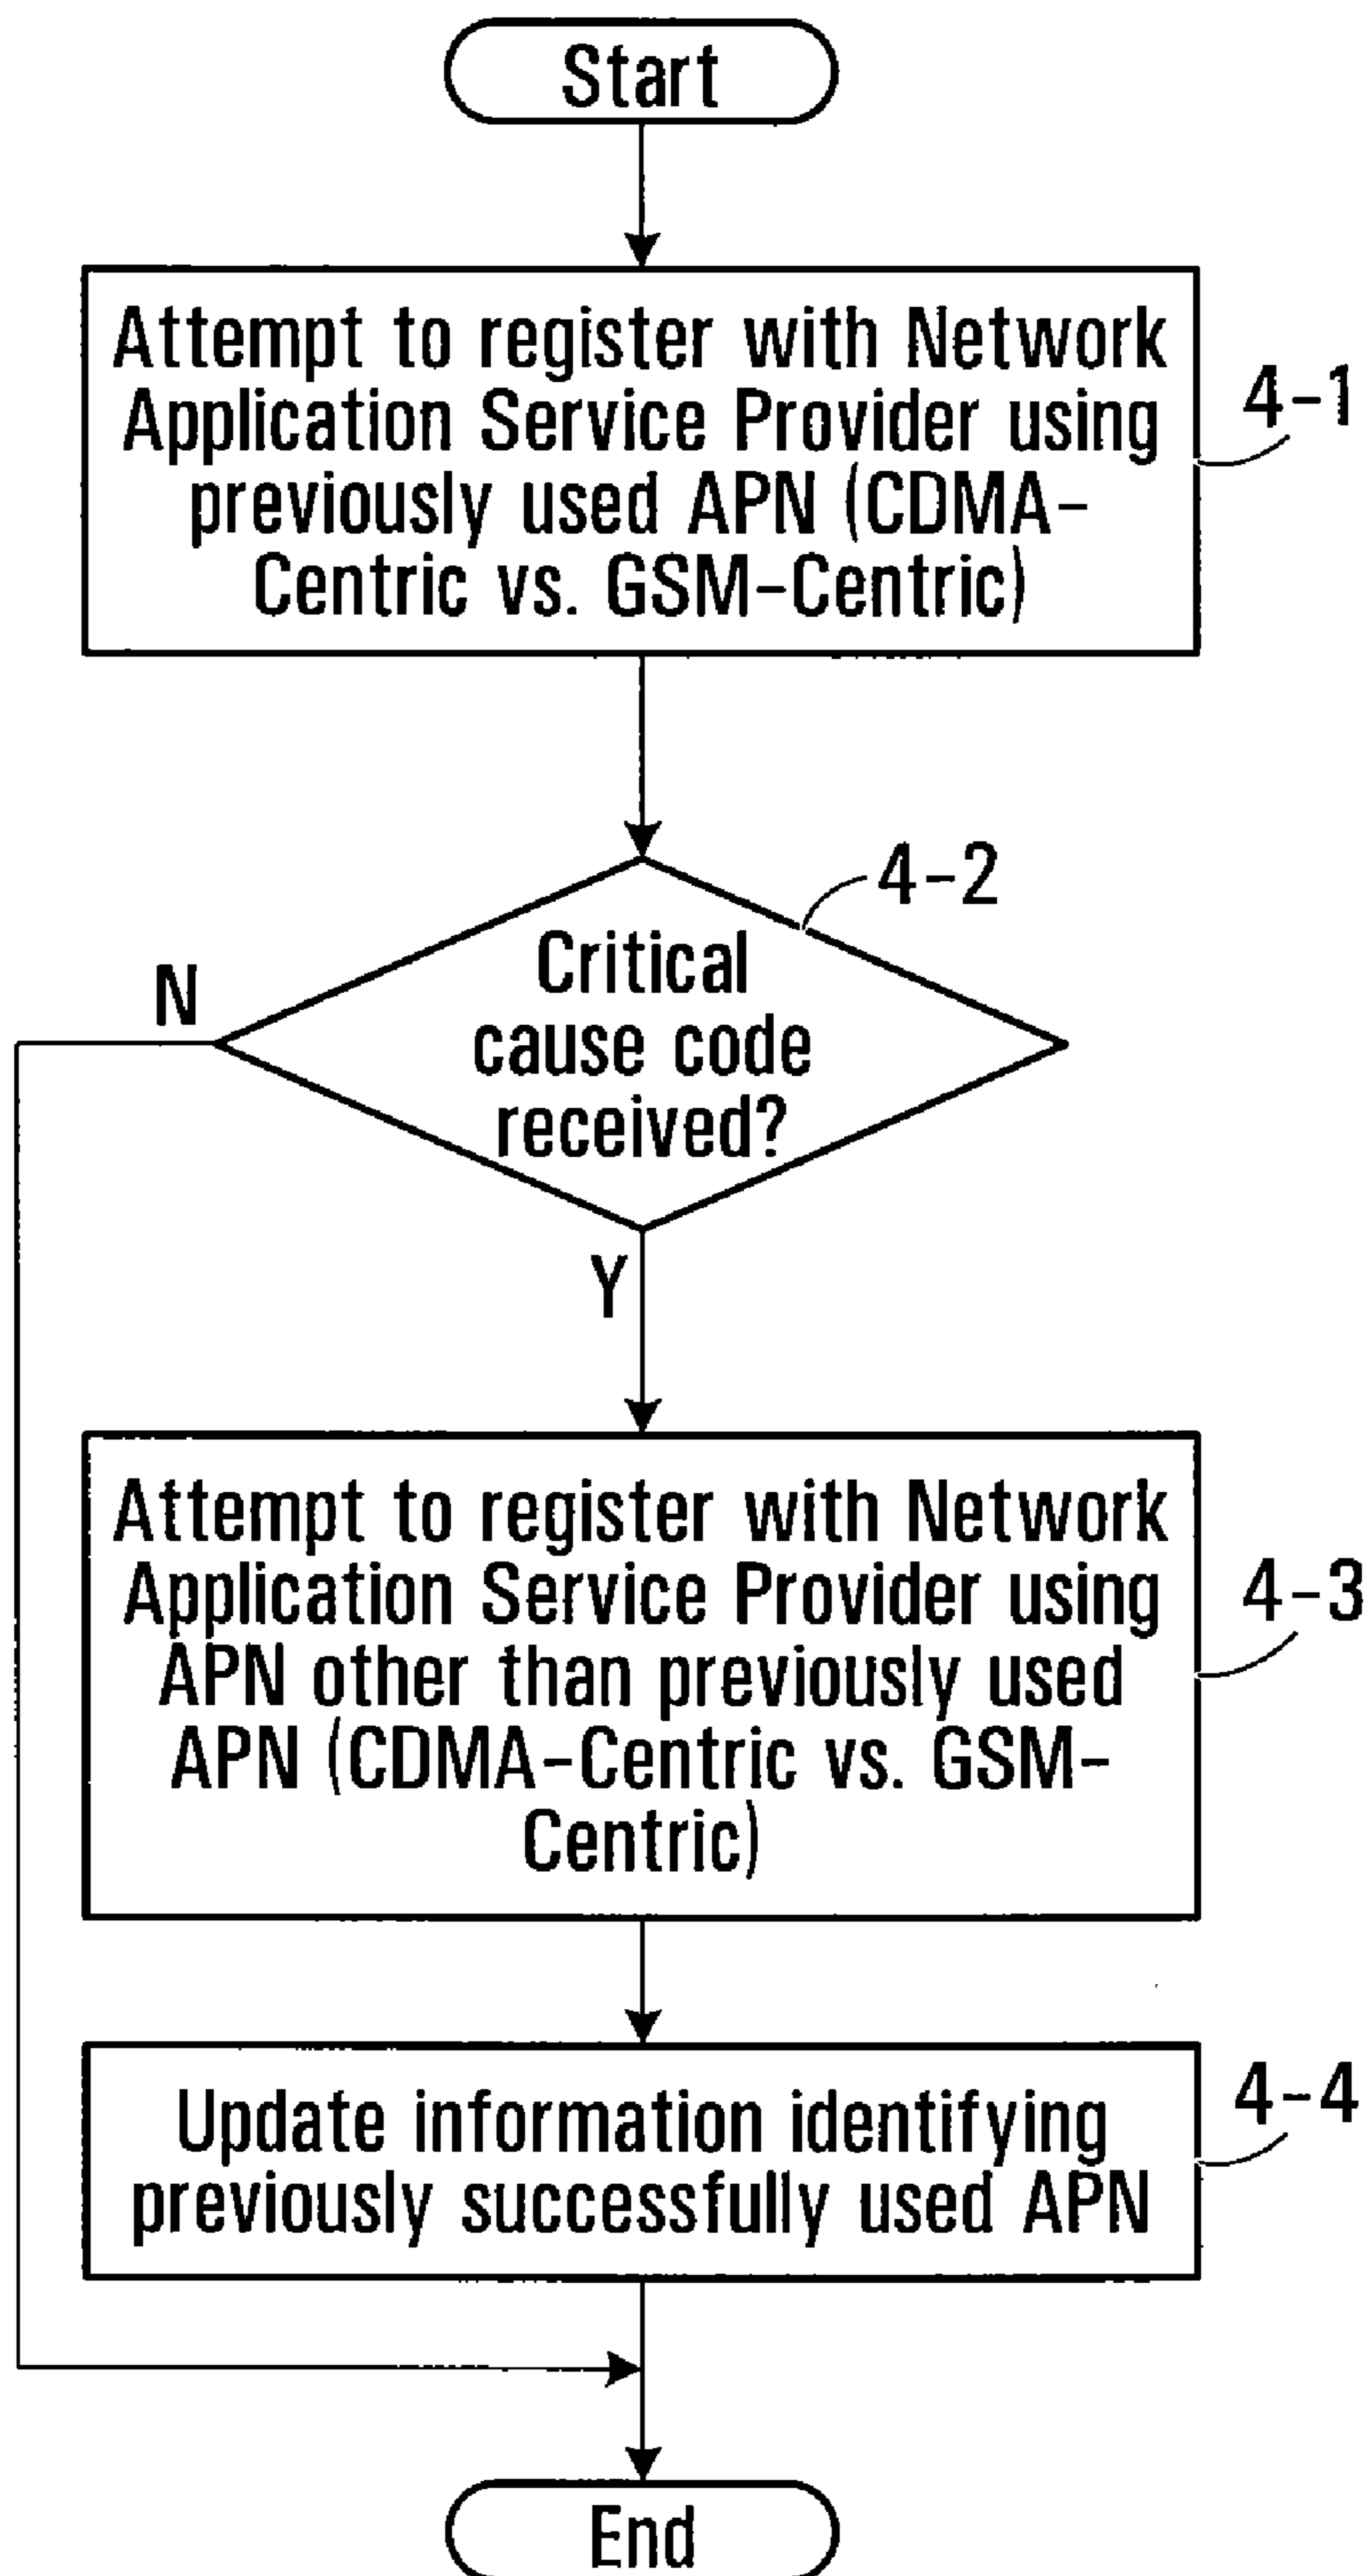 Start
Attempt to register with Network
Application Service Provider using
previously used APN (CDMA-
Centric vs. GSM-Centric)
4-1
4-2
Critical
cause code
received?
N
Y
Attempt to register with Network
Application Service Provider using
APN other than previously used
APN (CDMA-Centric vs. GSM-
Centric)
4-3
Update information identifying
previously successfully used APN
4-4
End